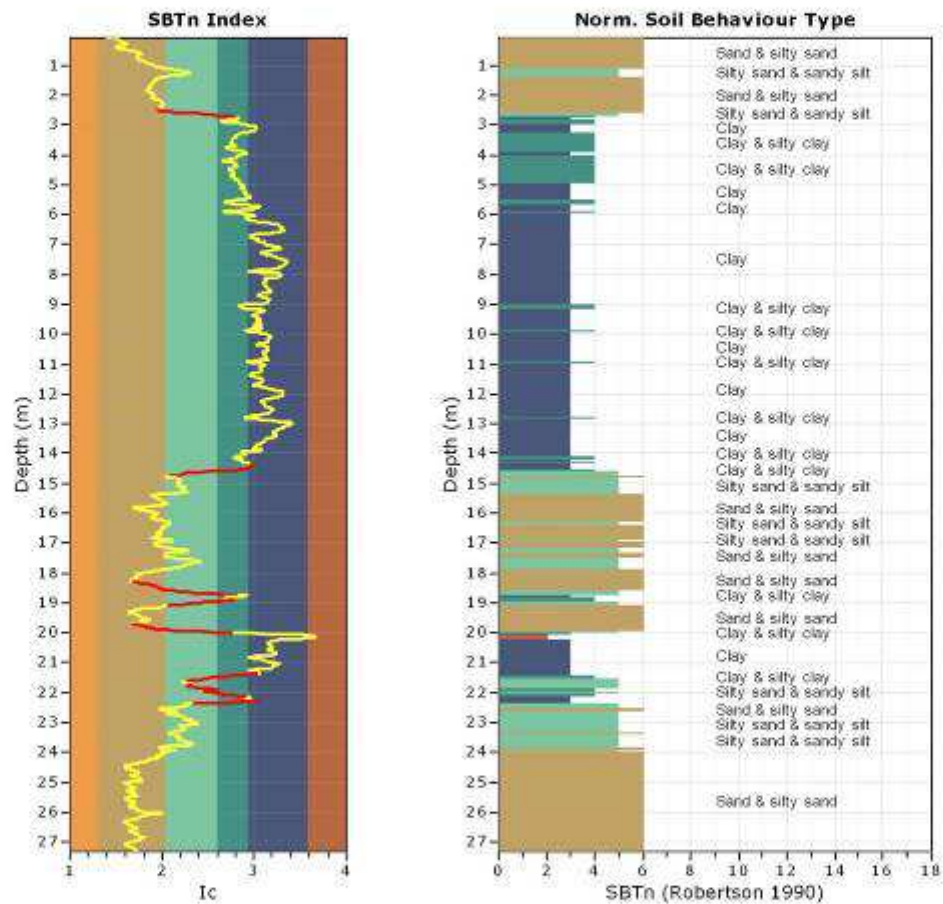 SBTn Index
1
2
3
4
5
6
7
8
9
10
11
12
13
14
15
16
17
18
19
20
21
22
23
24
25
26
27
Depth (m)
1 2 3 4
Ic
Norm. Soil Behaviour Type
1
2
3
4
5
6
7
8
9
10
11
12
13
14
15
16
17
18
19
20
21
22
23
24
25
26
27
Depth (m)
Sand & silty sand
Silty sand & sandy silt
Sand & silty sand
Silty sand & sandy silt
Clay
Clay & silty clay
Clay & silty clay
Clay
Clay
Clay
Clay & silty clay
Clay & silty clay
Clay
Clay & silty clay
Clay
Clay & silty clay
Clay
Clay & silty clay
Clay & silty clay
Silty sand & sandy silt
Sand & silty sand
Silty sand & sandy silt
Silty sand & sandy silt
Sand & silty sand
Sand & silty sand
Clay & silty clay
Sand & silty sand
Clay & silty clay
Clay
Clay & silty clay
Silty sand & sandy silt
Sand & silty sand
Silty sand & sandy silt
Silty sand & sandy silt
Sand & silty sand
0 2 4 6 8 10 12 14 16 18
SBTn (Robertson 1990)